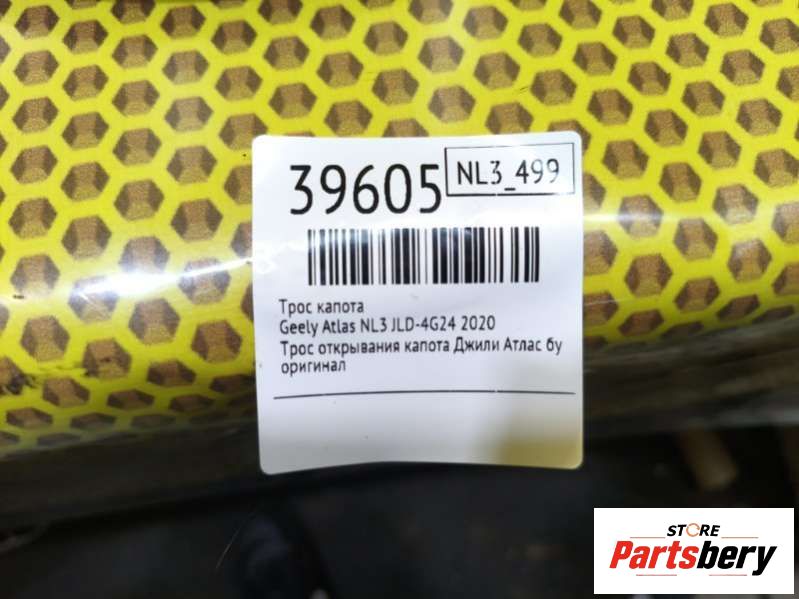 39605
NL3_499
Трос капота
Geely Atlas NL3 JLD-4G24 2020
Трос открывания капота Джили Атлас бу
оригинал
STORE
Partsbery